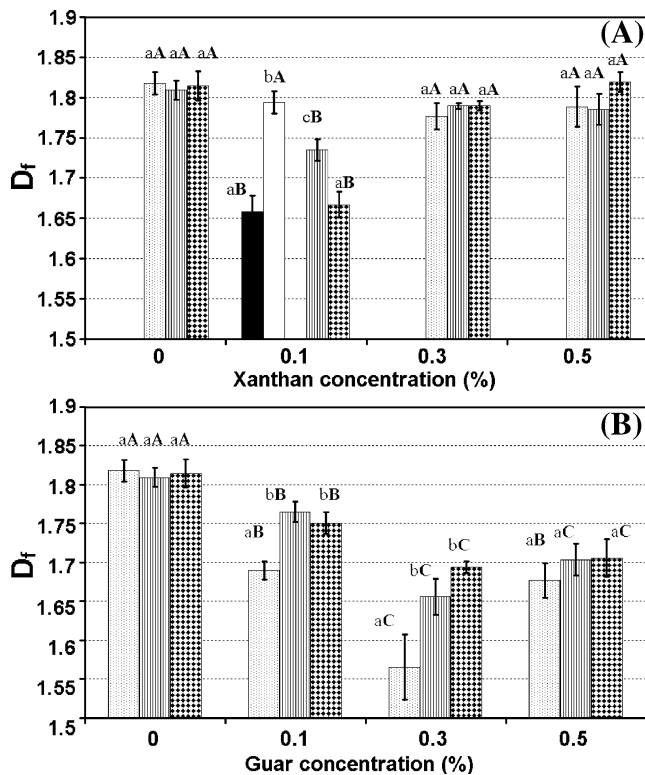 (A)
1.9
1.85
1.8
1.75
1.7
1.65
1.6
1.55
1.5
Df
aA aA aA
aB bA cB aB
aA aA aA
aA aA aA
0 0.1 0.3 0.5
Xanthan concentration (%)
(B)
1.9
1.85
1.8
1.75
1.7
1.65
1.6
1.55
1.5
Df
aA aA aA
aB bB bB
aC bC bC
aB aC aC
0 0.1 0.3 0.5
Guar concentration (%)